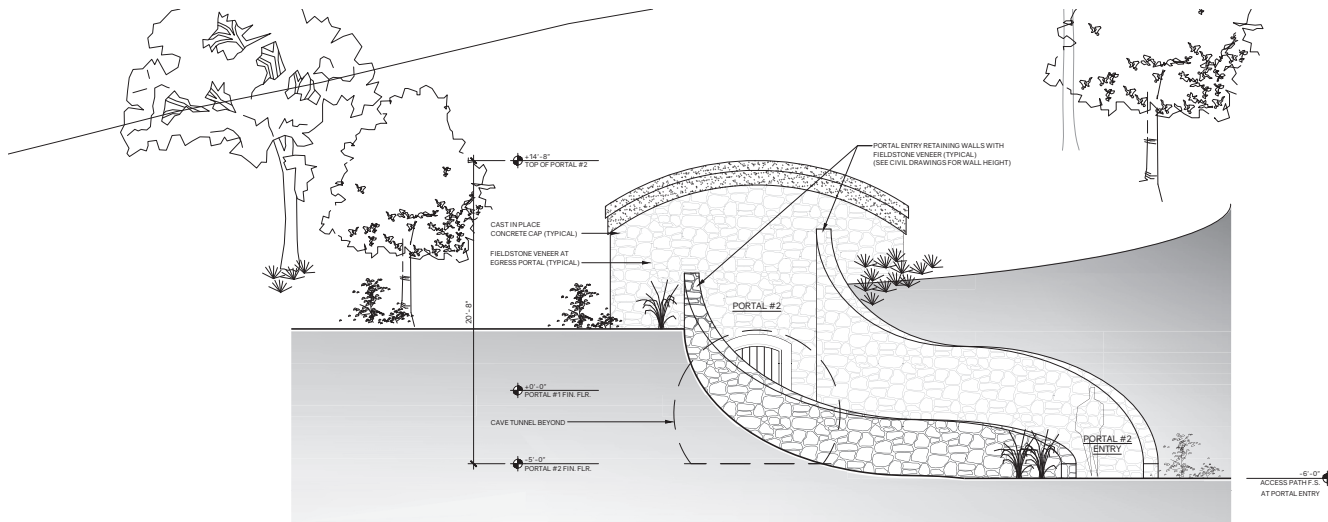 +14'-8"
TOP OF PORTAL #2
PORTAL ENTRY RETAINING WALLS WITH
FIELDSTONE VENEER (TYPICAL)
(SEE CIVIL DRAWINGS FOR WALL HEIGHT)
CAST IN PLACE
CONCRETE CAP (TYPICAL)
FIELDSTONE VENEER AT
EGRESS PORTAL (TYPICAL)
PORTAL #2
20'-8"
+0'-0"
PORTAL #1 FIN. FLR.
CAVE TUNNEL BEYOND
-5'-0"
PORTAL #2 FIN. FLR.
PORTAL #2
ENTRY
-6'-0"
ACCESS PATH F.S.
AT PORTAL ENTRY